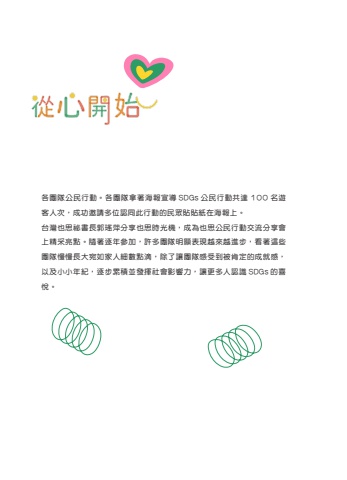 從心開始
各團隊公民行動。各團隊拿著海報宣導 SDGs 公民行動共達 100 名遊
客人次，成功邀請多位認同此行動的民眾貼貼紙在海報上。
台灣也思祕書長郭瑤萍分享也思時光機，成為也思公民行動交流分享會
上精采亮點。隨著逐年參加，許多團隊明顯表現越來越進步，看著這些
團隊慢慢長大宛如家人細數點滴，除了讓團隊感受到被肯定的成就感，
以及小小年紀，逐步累積並發揮社會影響力，讓更多人認識 SDGs 的喜
悅。